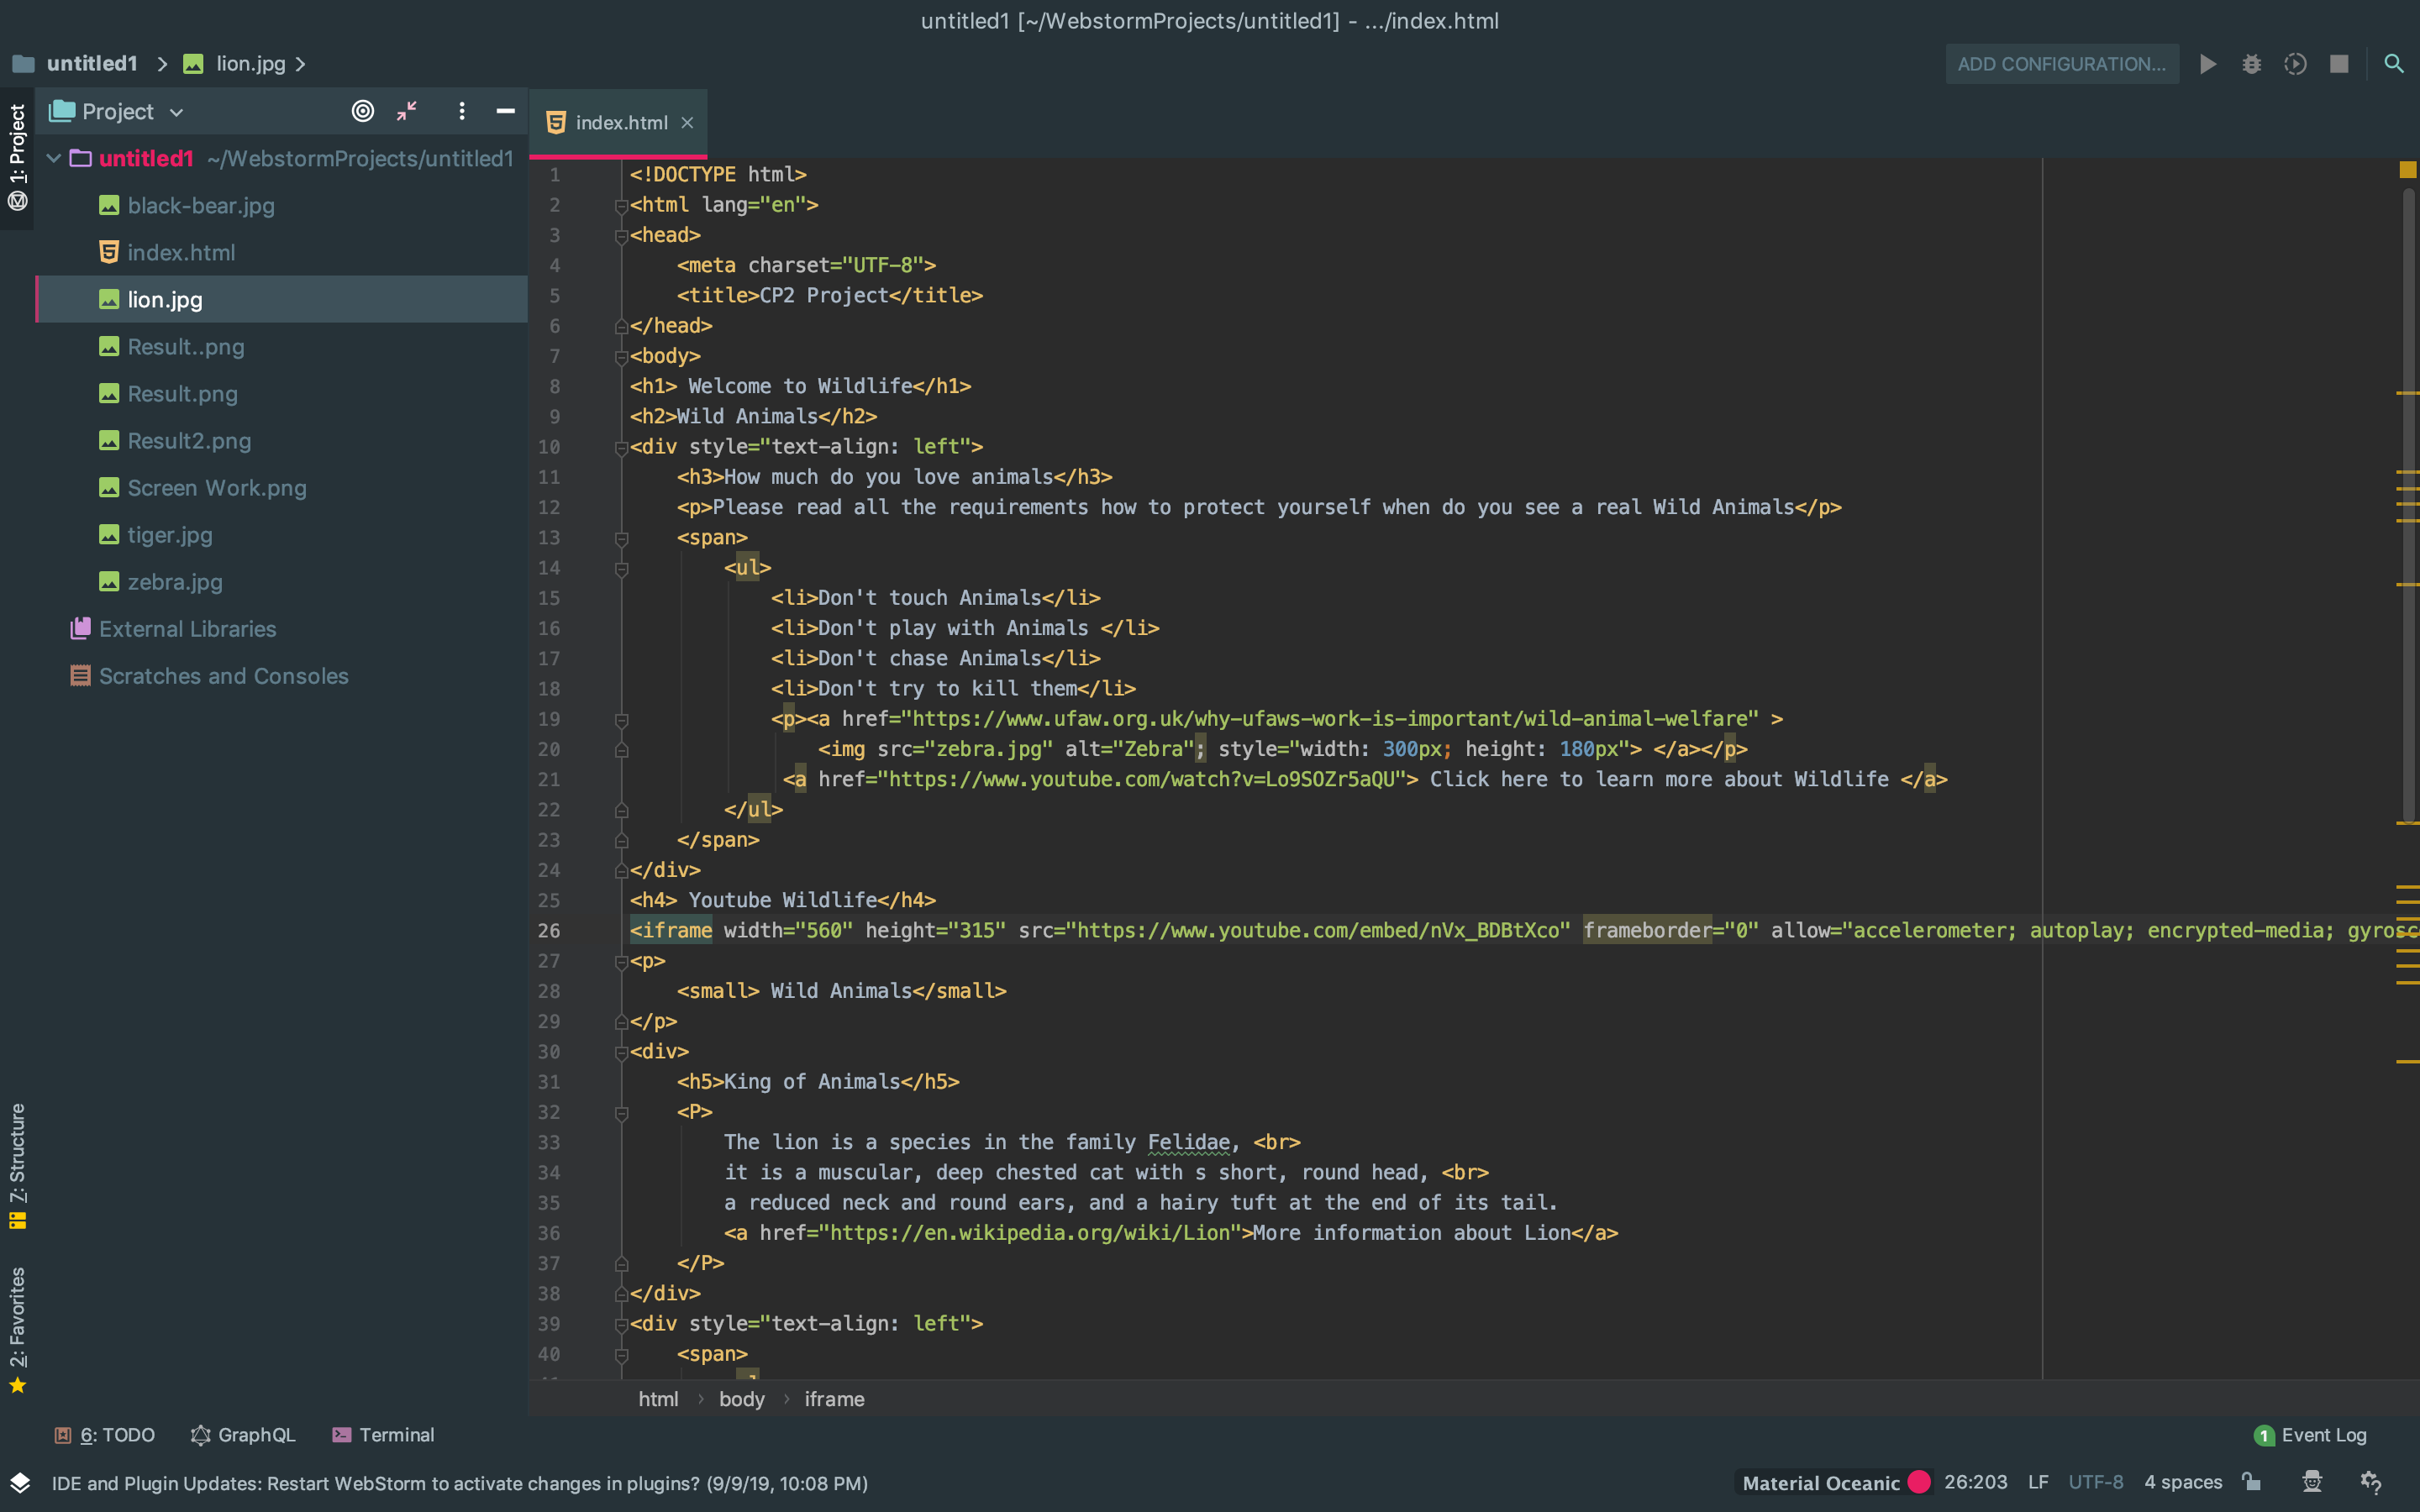 untitled1 [~/WebstormProjects/untitled1] - .../index.html
untitled1 > lion.jpg >
ADD CONFIGURATION...
1: Project
Project
index.html
untitled1 ~/WebstormProjects/untitled1
black-bear.jpg
index.html
lion.jpg
Result..png
Result.png
Result2.png
Screen Work.png
tiger.jpg
zebra.jpg
External Libraries
Scratches and Consoles
7: Structure
2: Favorites
1 <!DOCTYPE html>
2 <html lang="en">
3 <head>
4 <meta charset="UTF-8">
5 <title>CP2 Project</title>
6 </head>
7 <body>
8 <h1> Welcome to Wildlife</h1>
9 <h2>Wild Animals</h2>
10 <div style="text-align: left">
11 <h3>How much do you love animals</h3>
12 <p>Please read all the requirements how to protect yourself when do you see a real Wild Animals</p>
13 <span>
14 <ul>
15 <li>Don't touch Animals</li>
16 <li>Don't play with Animals </li>
17 <li>Don't chase Animals</li>
18 <li>Don't try to kill them</li>
19 <p><a href="https://www.ufaw.org.uk/why-ufaws-work-is-important/wild-animal-welfare" >
20 <img src="zebra.jpg" alt="Zebra"; style="width: 300px; height: 180px"> </a></p>
21 <a href="https://www.youtube.com/watch?v=Lo9SOZr5aQU"> Click here to learn more about Wildlife </a>
22 </ul>
23 </span>
24 </div>
25 <h4> Youtube Wildlife</h4>
26 <iframe width="560" height="315" src="https://www.youtube.com/embed/nVx_BDBtXco" frameborder="0" allow="accelerometer; autoplay; encrypted-media; gyrosc
27 <p>
28 <small> Wild Animals</small>
29 </p>
30 <div>
31 <h5>King of Animals</h5>
32 <P>
33 The lion is a species in the family Felidae, <br>
34 it is a muscular, deep chested cat with s short, round head, <br>
35 a reduced neck and round ears, and a hairy tuft at the end of its tail.
36 <a href="https://en.wikipedia.org/wiki/Lion">More information about Lion</a>
37 </P>
38 </div>
39 <div style="text-align: left">
40 <span>
html > body > iframe
6: TODO GraphQL Terminal
1 Event Log
IDE and Plugin Updates: Restart WebStorm to activate changes in plugins? (9/9/19, 10:08 PM)
Material Oceanic 26:203 LF UTF-8 4 spaces